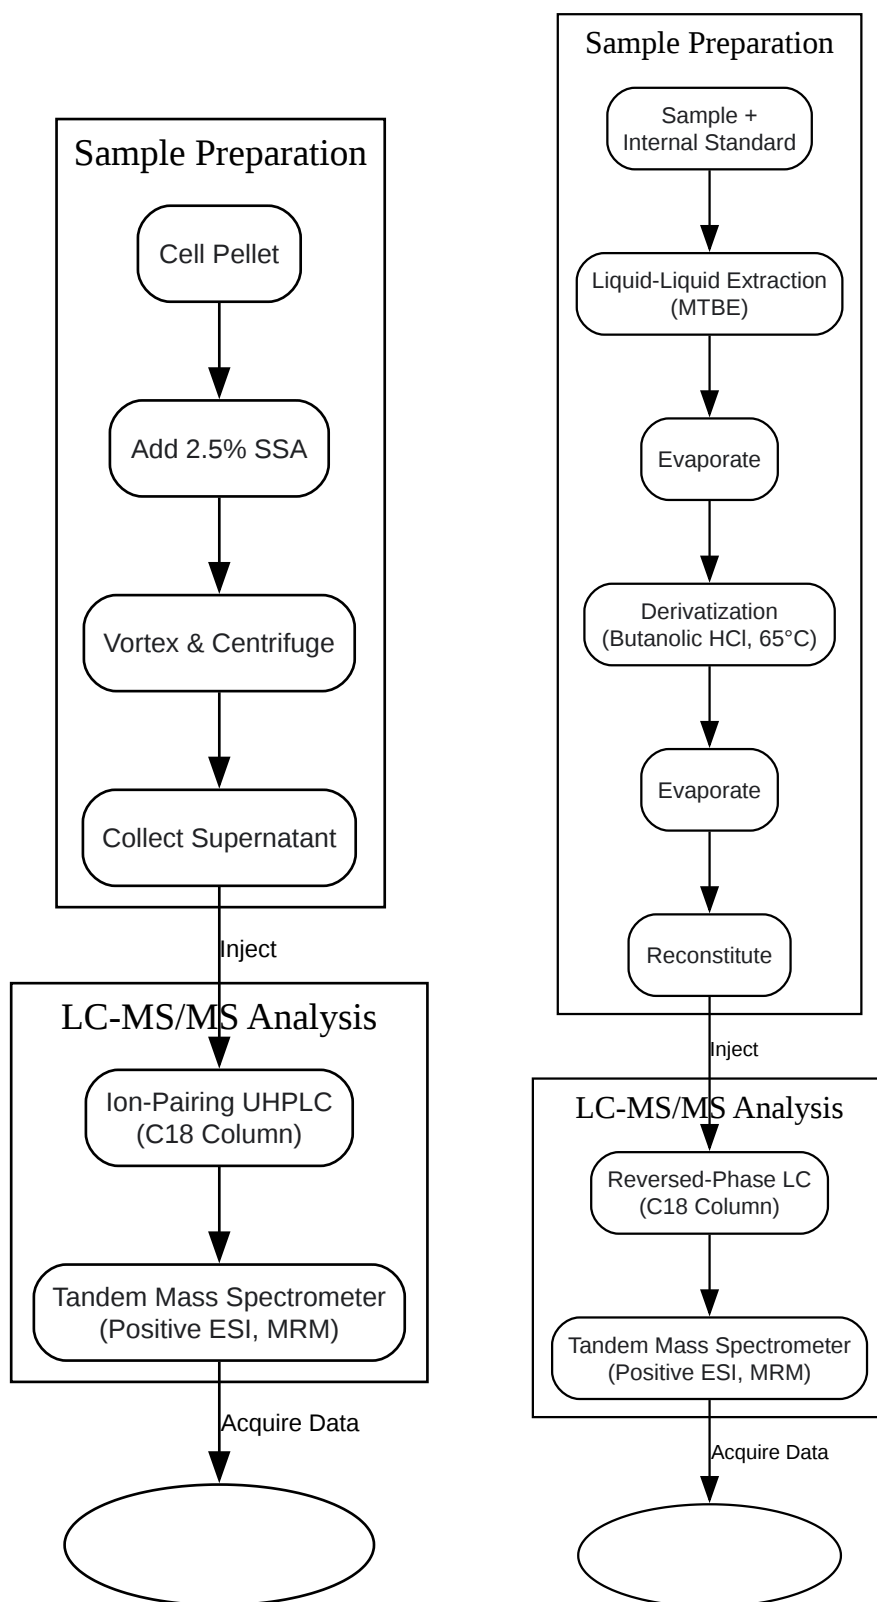 Sample Preparation
Cell Pellet
Add 2.5% SSA
Vortex & Centrifuge
Collect Supernatant
Inject
LC-MS/MS Analysis
Ion-Pairing UHPLC
(C18 Column)
Tandem Mass Spectrometer
(Positive ESI, MRM)
Acquire Data
Sample Preparation
Sample +
Internal Standard
Liquid-Liquid Extraction
(MTBE)
Evaporate
Derivatization
(Butanolic HCl, 65°C)
Evaporate
Reconstitute
Inject
LC-MS/MS Analysis
Reversed-Phase LC
(C18 Column)
Tandem Mass Spectrometer
(Positive ESI, MRM)
Acquire Data